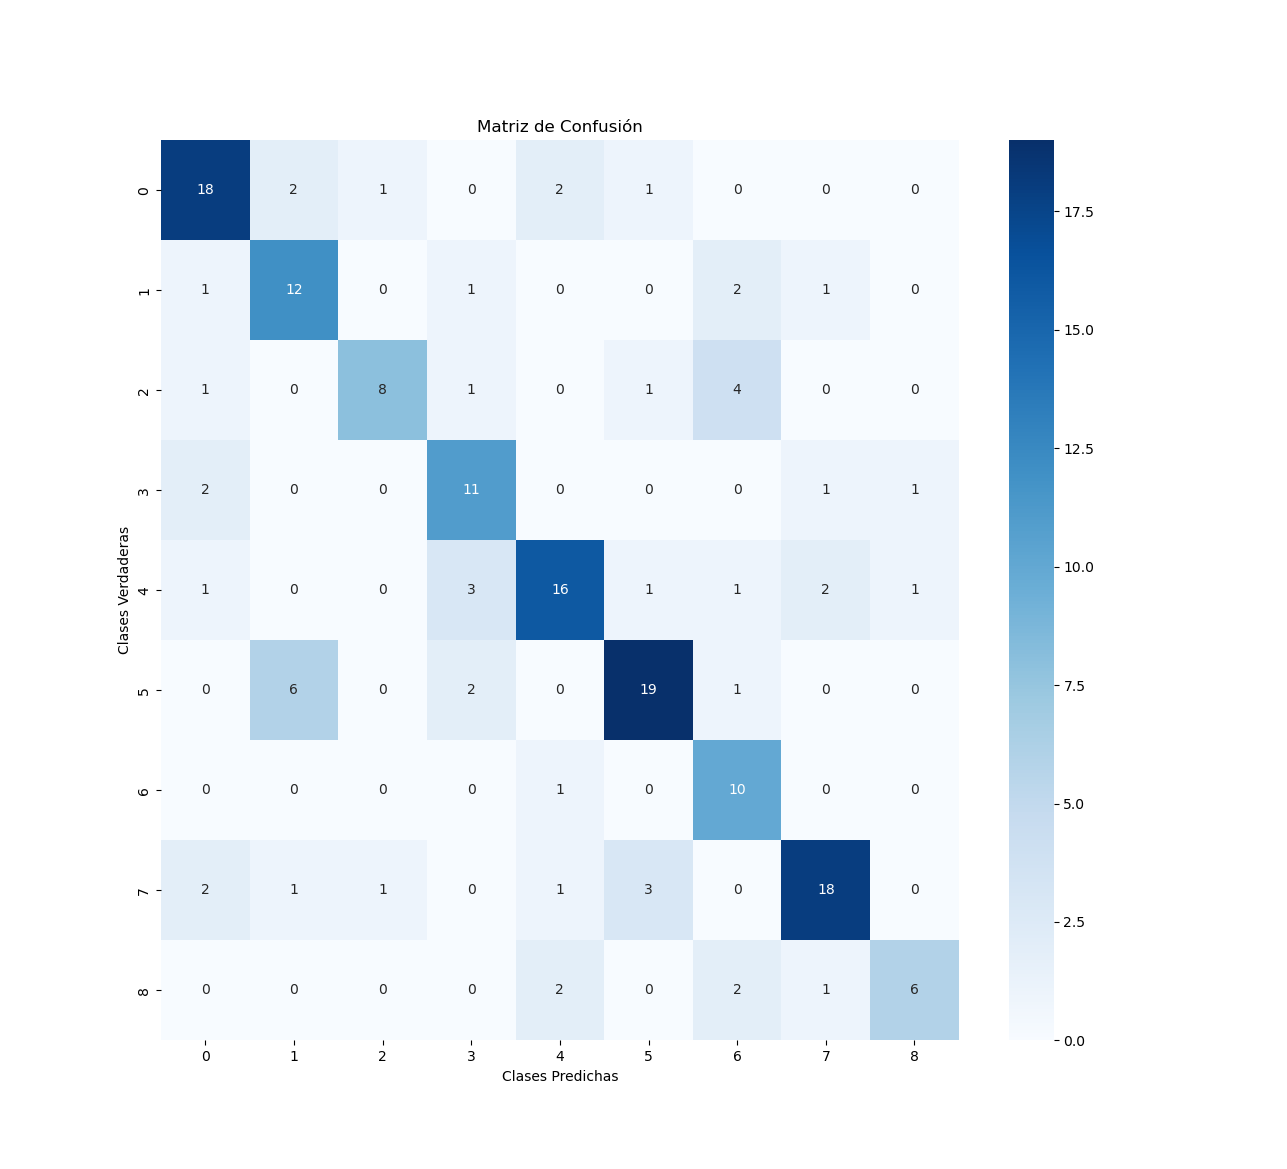 Matriz de Confusión
0 18 2 1 0 2 1 0 0 0
1 1 12 0 1 0 0 2 1 0
2 1 0 8 1 0 1 4 0 0
3 2 0 0 11 0 0 0 1 1
4 1 0 0 3 16 1 1 2 1
5 0 6 0 2 0 19 1 0 0
6 0 0 0 0 1 0 10 0 0
7 2 1 1 0 1 3 0 18 0
8 0 0 0 0 2 0 2 1 6
0 1 2 3 4 5 6 7 8
Clases Predichas
Clases Verdaderas
17.5
15.0
12.5
10.0
7.5
5.0
2.5
0.0